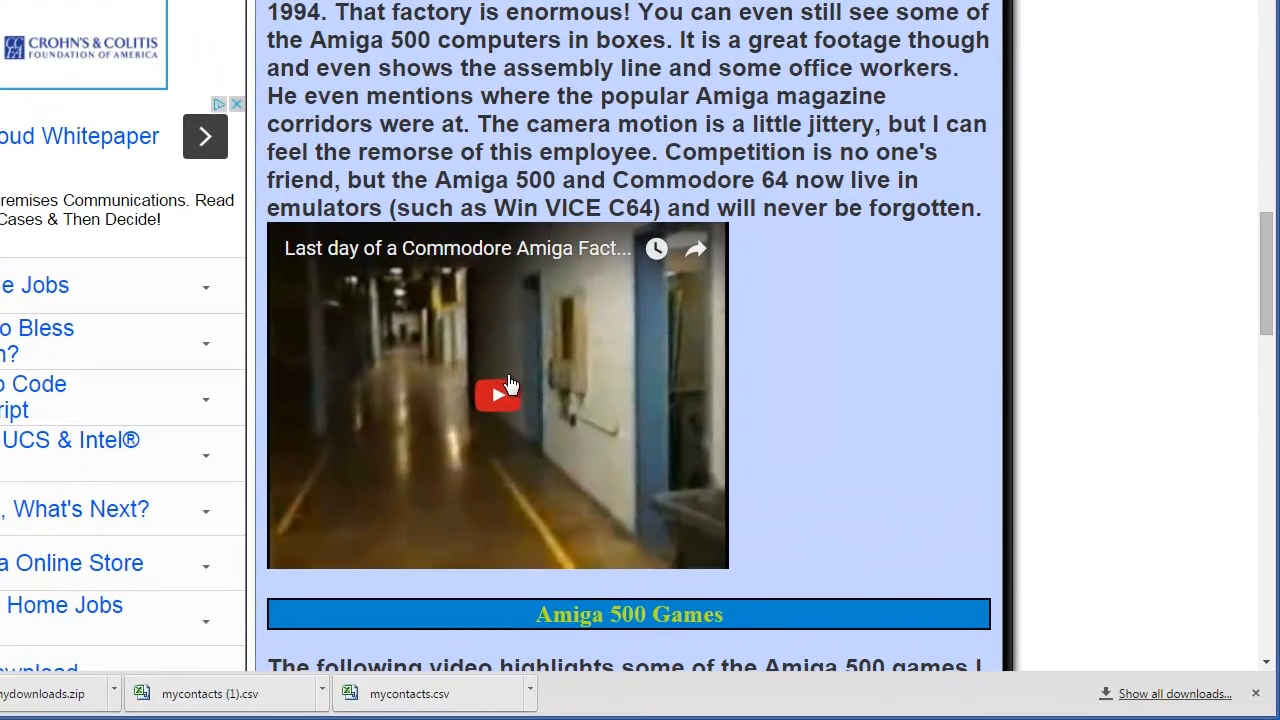 1994. That factory is enormous! You can even still see some of
the Amiga 500 computers in boxes. It is a great footage though
and even shows the assembly line and some office workers.
He even mentions where the popular Amiga magazine
corridors were at. The camera motion is a little jittery, but I can
feel the remorse of this employee. Competition is no one's
friend, but the Amiga 500 and Commodore 64 now live in
emulators (such as Win VICE C64) and will never be forgotten.
Last day of a Commodore Amiga Fact...
Amiga 500 Games
The following video highlights some of the Amiga 500 games I
CROHN'S & COLITIS
FOUNDATION OF AMERICA
oud Whitepaper
remises Communications. Read
Cases & Then Decide!
e Jobs
o Bless
n?
o Code
ript
UCS & Intel®
, What's Next?
a Online Store
Home Jobs
ownload
mydownloads.zip
mycontacts (1).csv
mycontacts.csv
Show all downloads...